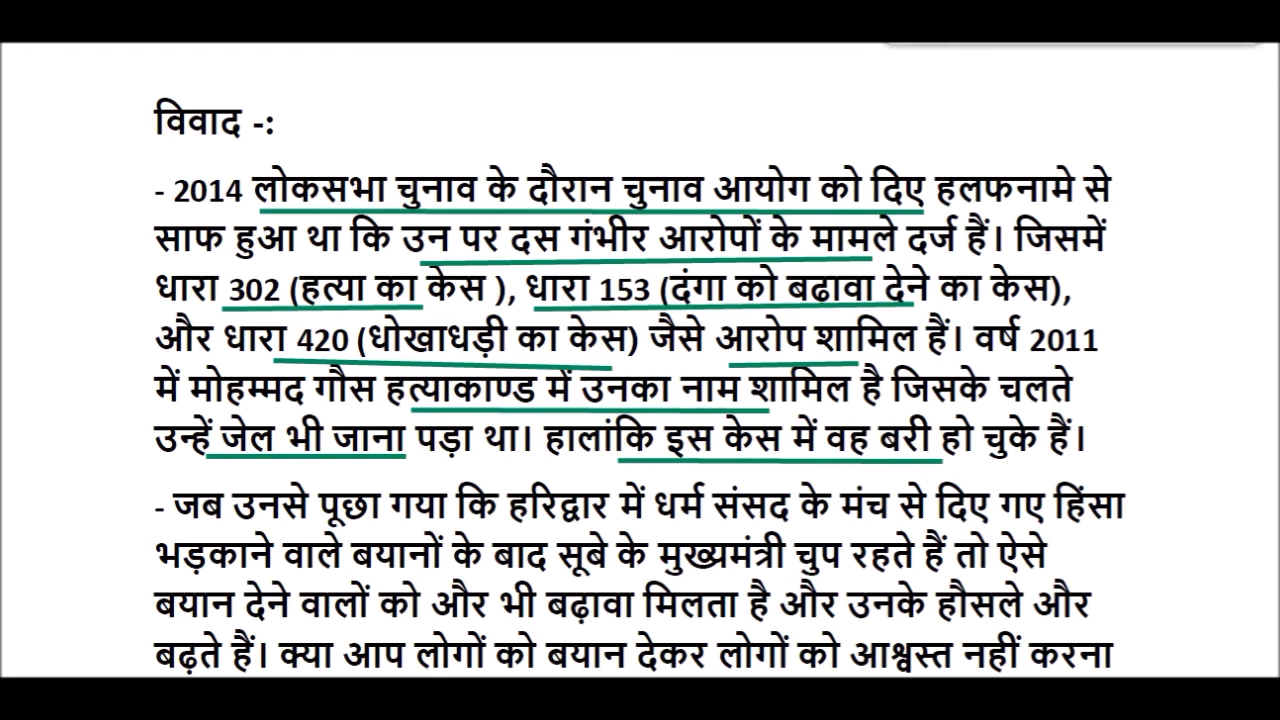 विवाद -:
- 2014 लोकसभा चुनाव के दौरान चुनाव आयोग को दिए हलफनामे से
साफ हुआ था कि उन पर दस गंभीर आरोपों के मामले दर्ज हैं। जिसमें
धारा 302 (हत्या का केस ), धारा 153 (दंगा को बढावा देने का केस),
और धारा 420 (धोखाधड़ी का केस) जैसे आरोप शामिल हैं। वर्ष 2011
में मोहम्मद गौस हत्याकाण्ड में उनका नाम शामिल है जिसके चलते
उन्हें जेल भी जाना पड़ा था। हालांकि इस केस में वह बरी हो चुके हैं।
- जब उनसे पूछा गया कि हरिद्वार में धर्म संसद के मंच से दिए गए हिंसा
भड़काने वाले बयानों के बाद सूबे के मुख्यमंत्री चुप रहते हैं तो ऐसे
बयान देने वालों को और भी बढ़ावा मिलता है और उनके हौसले और
बढ़ते हैं। क्या आप लोगों को बयान देकर लोगों को आश्वस्त नहीं करना